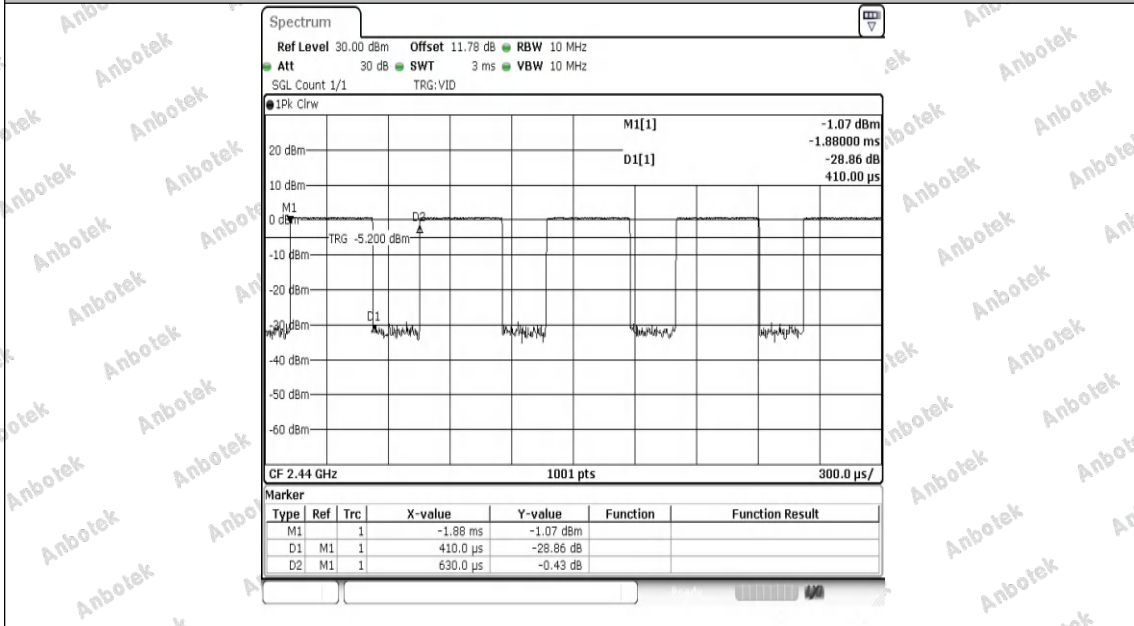 Spectrum
Ref Level 30.00 dBm Offset 11.78 dB RBW 10 MHz
Att 30 dB SWT 3 ms VBW 10 MHz
SGL Count 1/1 TRG:VID
1Pk Clrw
M1[1] -1.07 dBm
-1.88000 ms
20 dBm
D1[1] -28.86 dB
410.00 µs
10 dBm
M1
D2
0 dBm
TRG -5.200 dBm
-10 dBm
-20 dBm
D1
-30 dBm
-40 dBm
-50 dBm
-60 dBm
CF 2.44 GHz 1001 pts 300.0 µs/
Marker
Type Ref Trc X-value Y-value Function Function Result
M1 1 -1.88 ms -1.07 dBm
D1 M1 1 410.0 µs -28.86 dB
D2 M1 1 630.0 µs -0.43 dB
Anbotek